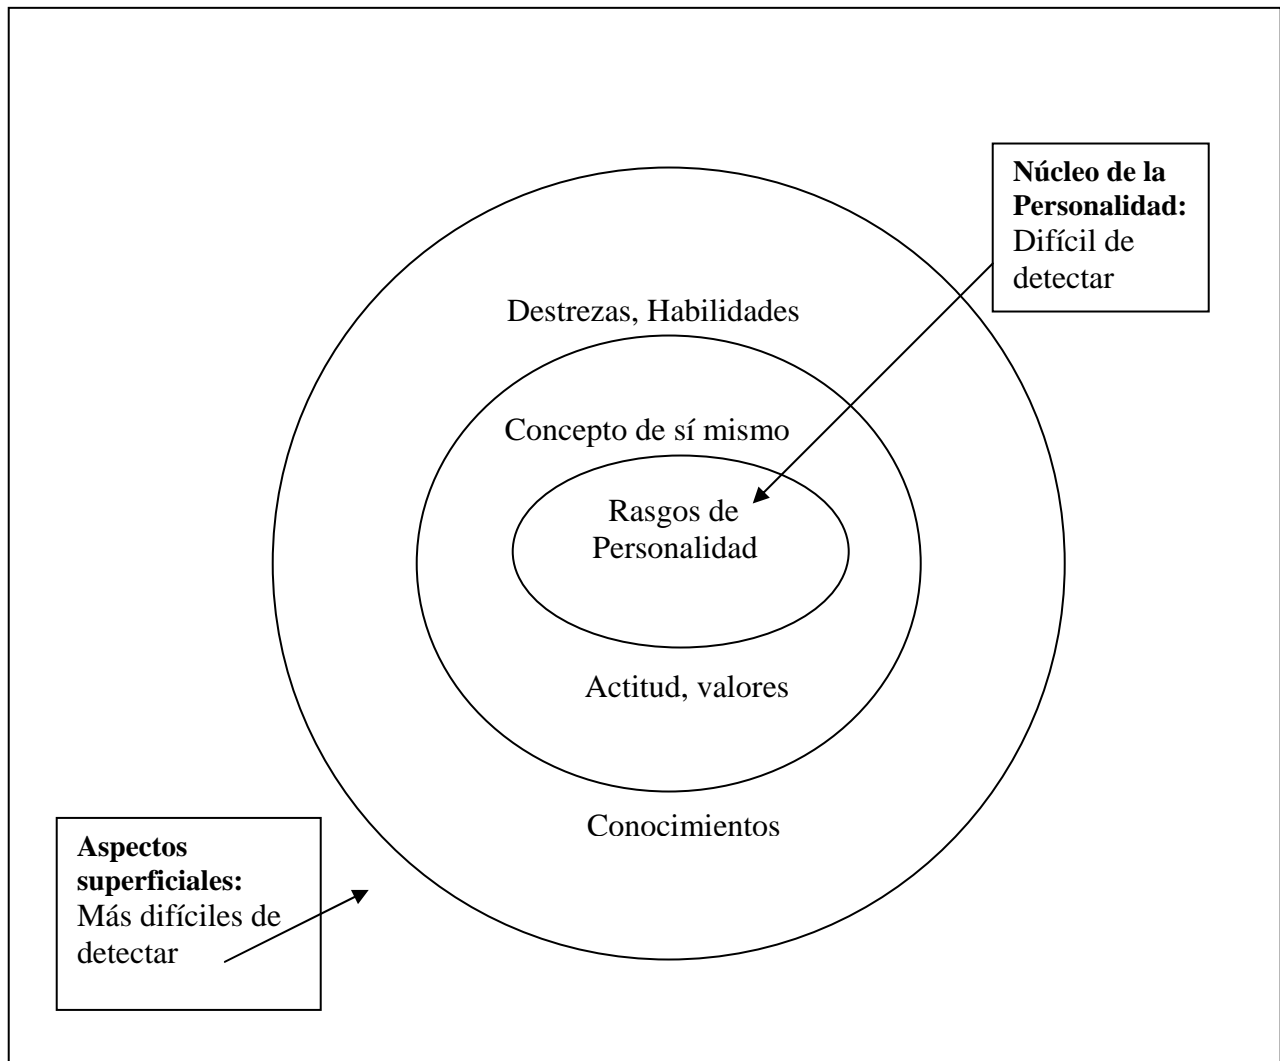 Núcleo de la
Personalidad:
Difícil de
detectar
Destrezas, Habilidades
Concepto de sí mismo
Rasgos de
Personalidad
Actitud, valores
Conocimientos
Aspectos
superficiales:
Más difíciles de
detectar